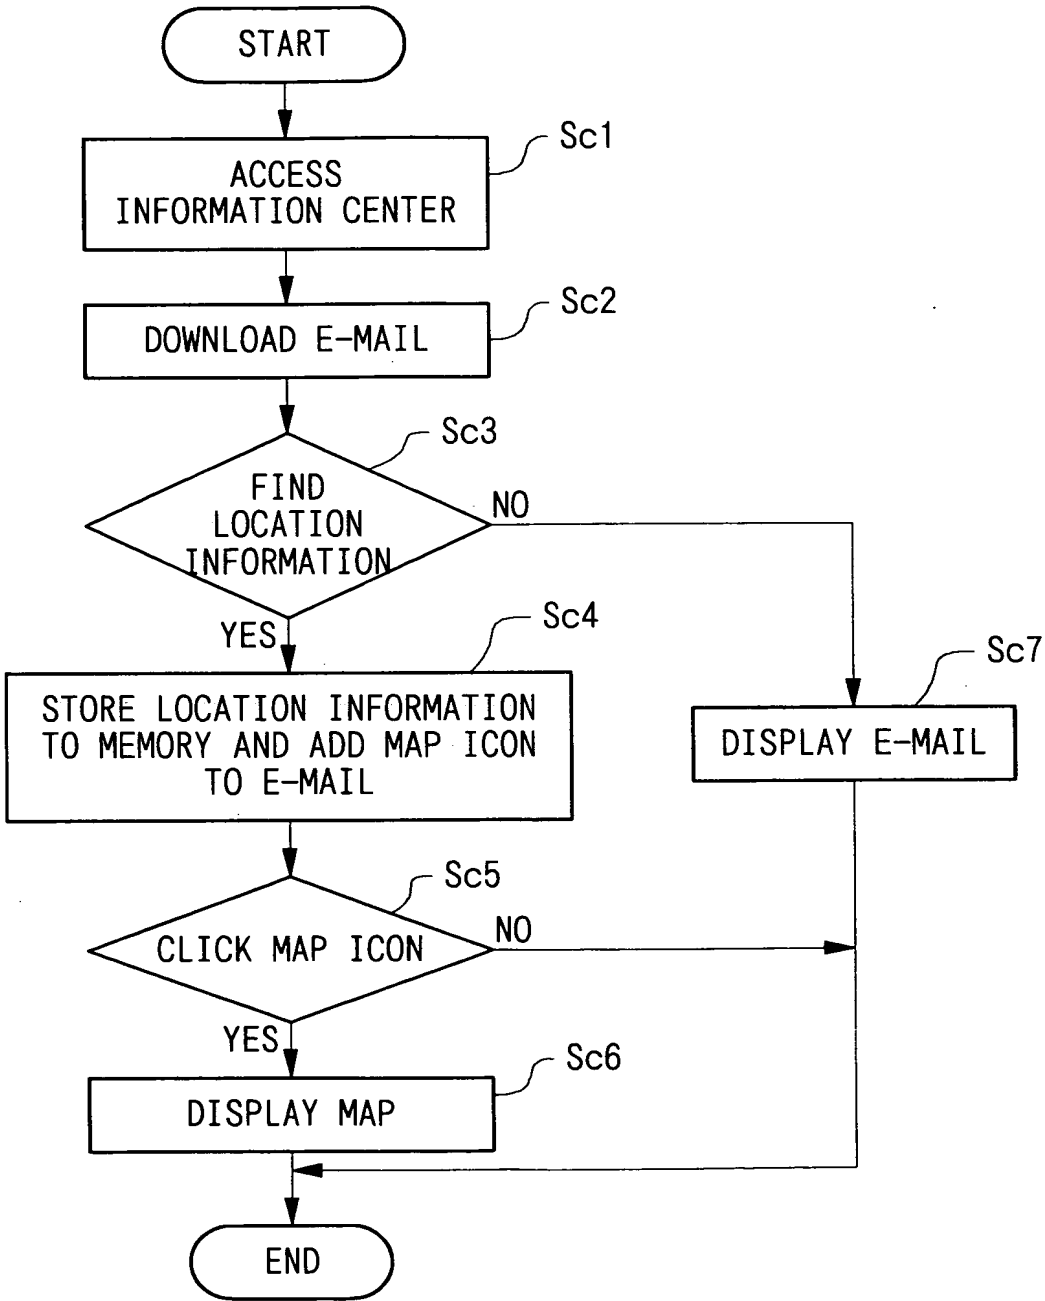 START
Sc1
ACCESS
INFORMATION CENTER
Sc2
DOWNLOAD E-MAIL
Sc3
FIND
LOCATION
INFORMATION
NO
YES
Sc4
STORE LOCATION INFORMATION
TO MEMORY AND ADD MAP ICON
TO E-MAIL
Sc7
DISPLAY E-MAIL
Sc5
CLICK MAP ICON
NO
YES
Sc6
DISPLAY MAP
END